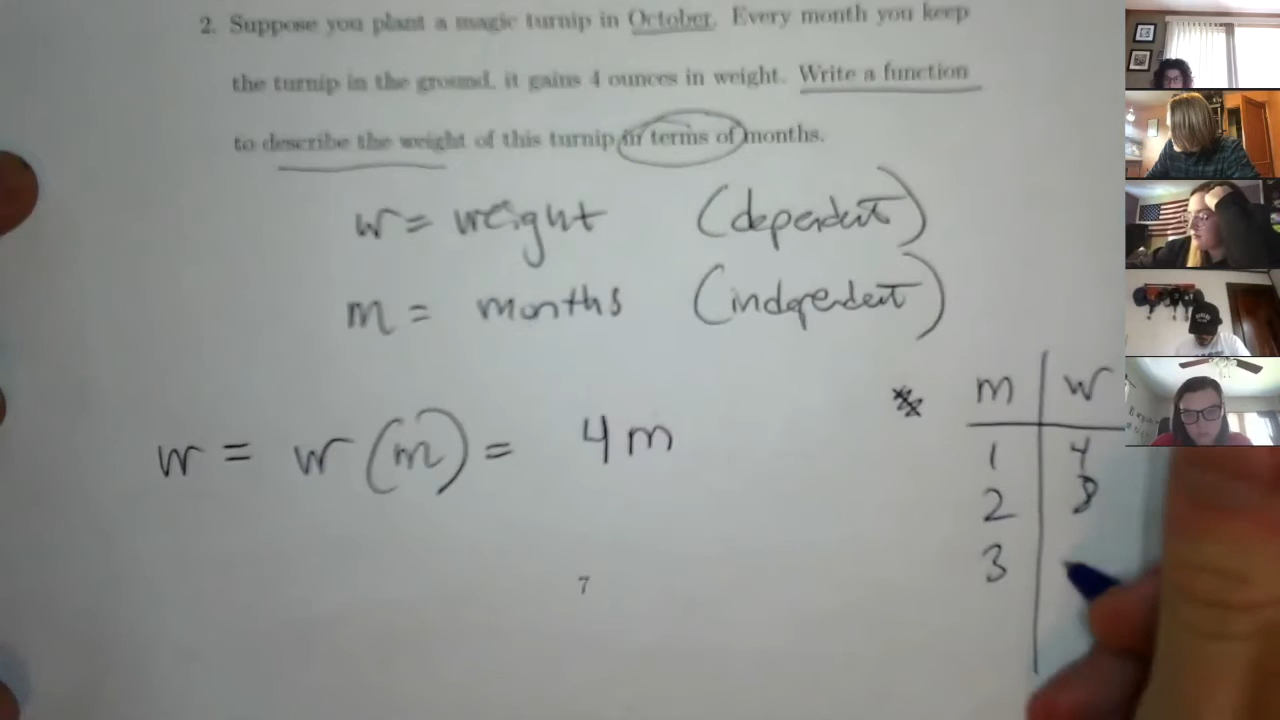 2. Suppose you plant a magic turnip in October. Every month you keep
the turnip in the ground, it gains 4 ounces in weight. Write a function
to describe the weight of this turnip in terms of months.
w = weight (dependent)
m = months (independent)
w = w(m) = 4m
m w
1 4
2 8
3
7